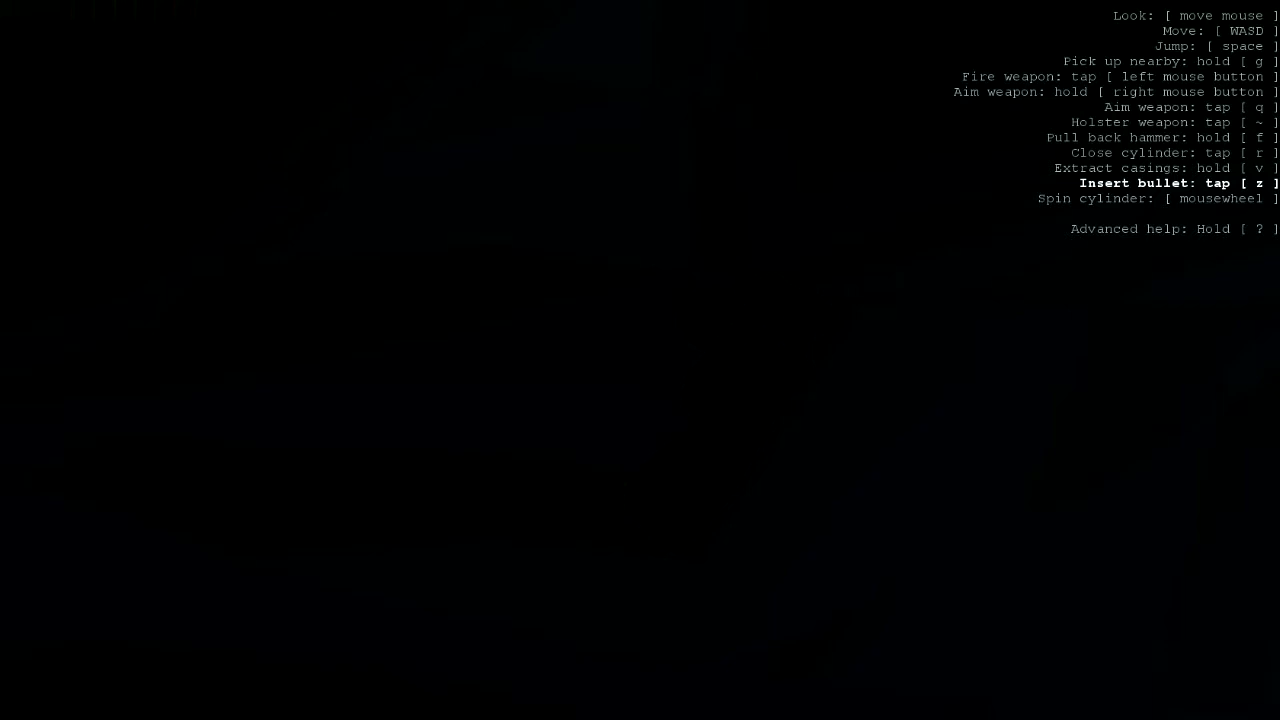 Look: [ move mouse ]
Move: [ WASD ]
Jump: [ space ]
Pick up nearby: hold [ g ]
Fire weapon: tap [ left mouse button ]
Aim weapon: hold [ right mouse button ]
Aim weapon: tap [ q ]
Holster weapon: tap [ ~ ]
Pull back hammer: hold [ f ]
Close cylinder: tap [ r ]
Extract casings: hold [ v ]
Insert bullet: tap [ z ]
Spin cylinder: [ mousewheel ]
Advanced help: Hold [ ? ]